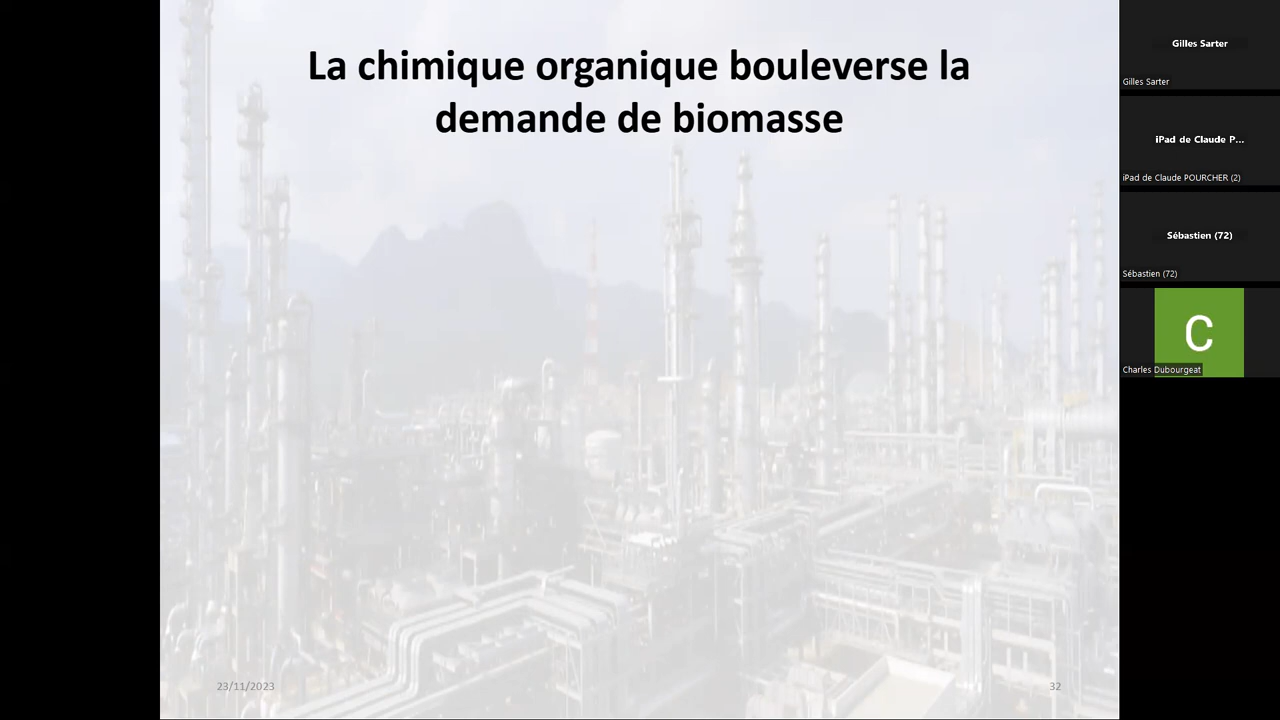 La chimique organique bouleverse la
demande de biomasse
23/11/2023
32
Gilles Sarter
Gilles Sarter
iPad de Claude P...
iPad de Claude POURCHER (2)
Sébastien (72)
Sébastien (72)
C
Charles Dubourgeat